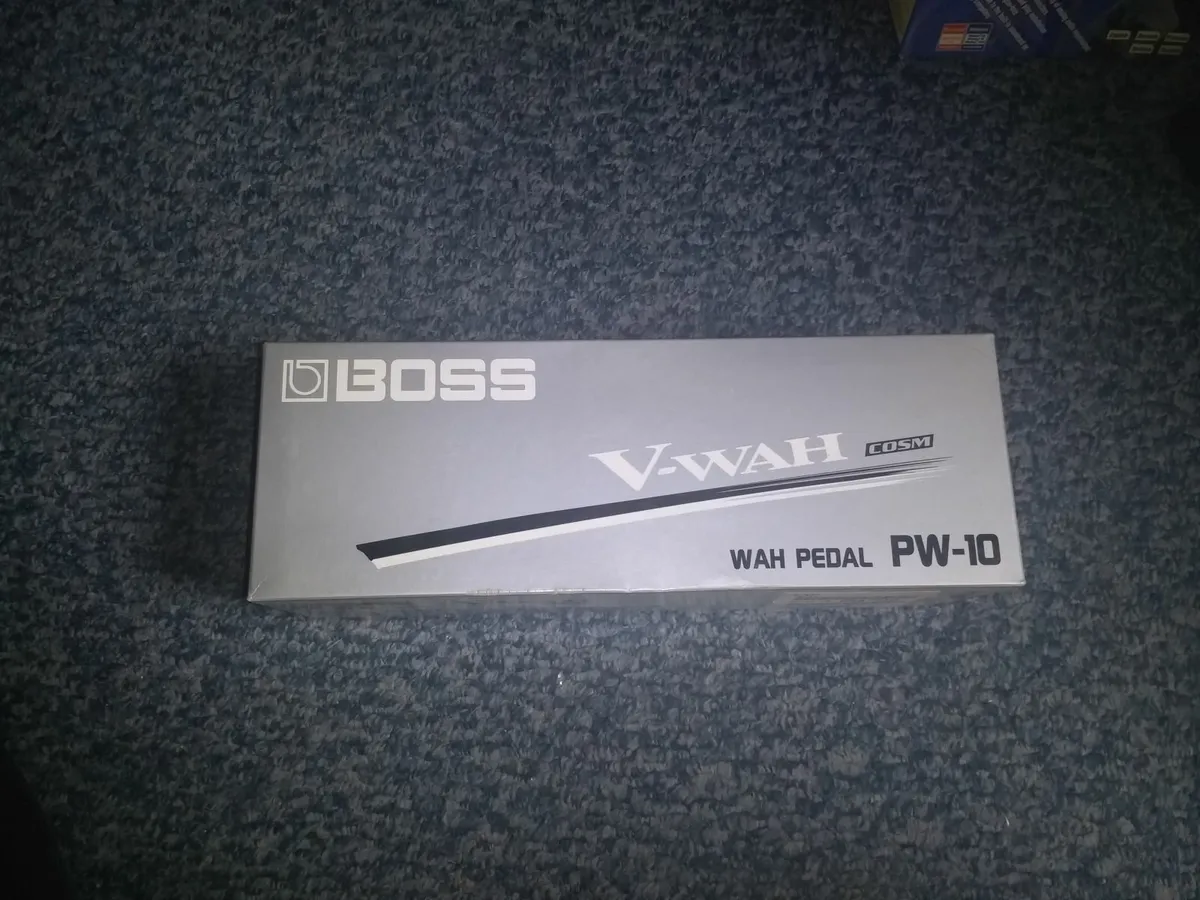 BOSS
V-WAH COSM
WAH PEDAL PW-10